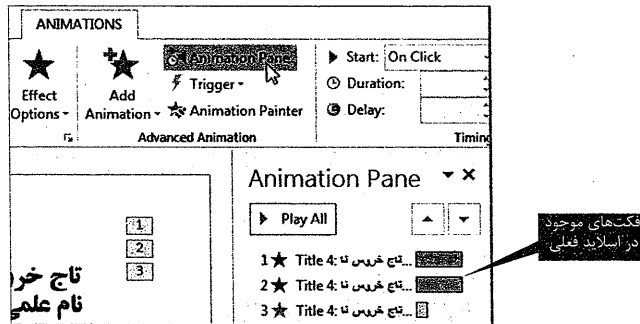 ANIMATIONS
Effect Options
Add Animation
Animation Pane
Trigger
Animation Painter
Advanced Animation
Start: On Click
Duration:
Delay:
Timing
Animation Pane
Play All
1 Title 4: تاج خروس نا...
2 Title 4: تاج خروس نا...
3 Title 4: تاج خروس نا...
1
2
3
تاج خر
نام علمی
فکت‌های موجود
در اسلاید فعلی